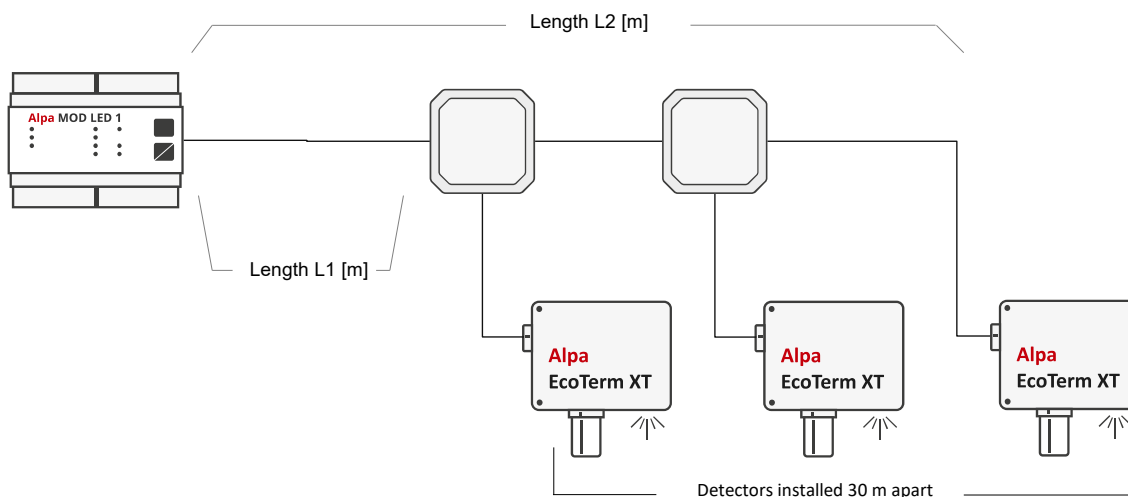 Length L2 [m]
Alpa MOD LED 1
Length L1 [m]
Alpa
EcoTerm XT
Alpa
EcoTerm XT
Alpa
EcoTerm XT
Detectors installed 30 m apart